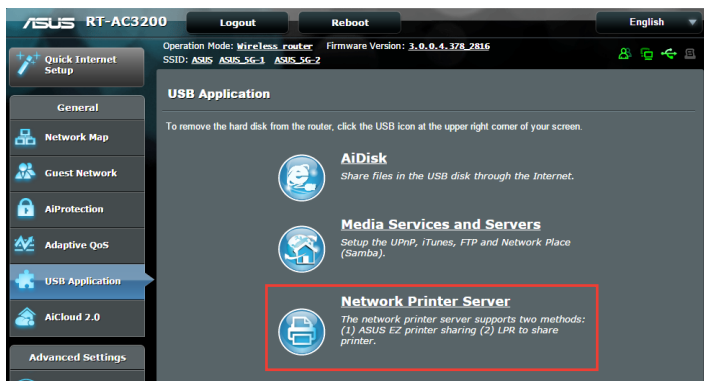 ASUS RT-AC3200 Logout Reboot English
Operation Mode: Wireless router Firmware Version: 3.0.0.4.378_2816
SSID: ASUS ASUS_5G-1 ASUS_5G-2
Quick Internet
Setup
General
Network Map
Guest Network
AiProtection
Adaptive QoS
USB Application
AiCloud 2.0
Advanced Settings
USB Application
To remove the hard disk from the router, click the USB icon at the upper right corner of your screen.
AiDisk
Share files in the USB disk through the Internet.
Media Services and Servers
Setup the UPnP, iTunes, FTP and Network Place
(Samba).
Network Printer Server
The network printer server supports two methods:
(1) ASUS EZ printer sharing (2) LPR to share
printer.